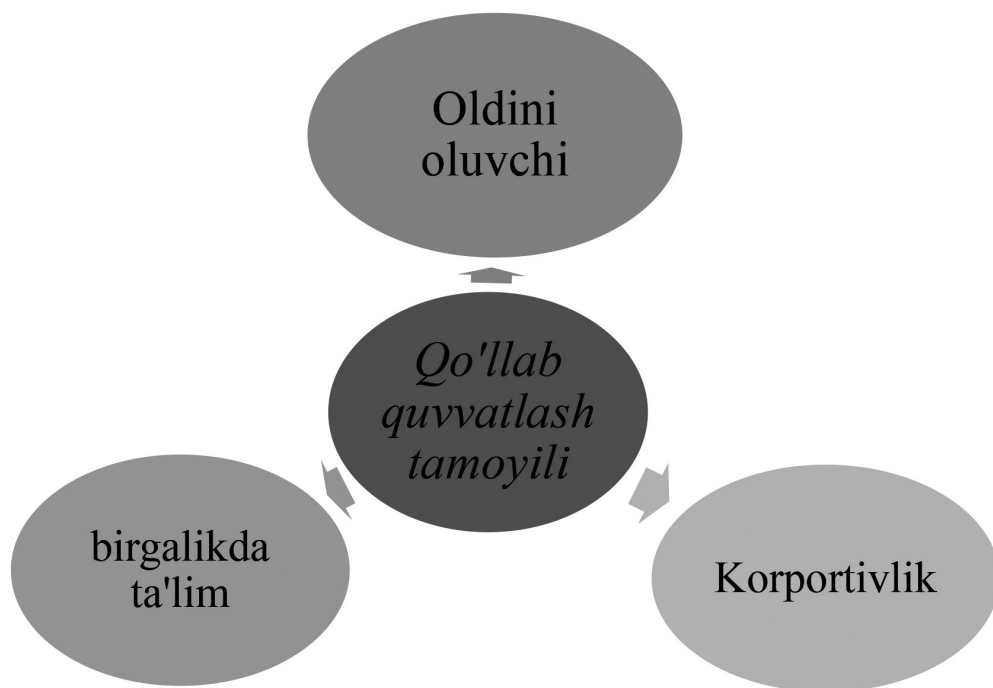 Oldini
oluvchi
Qo'llab
quvvatlash
tamoyili
birgalikda
ta'lim
Korportivlik